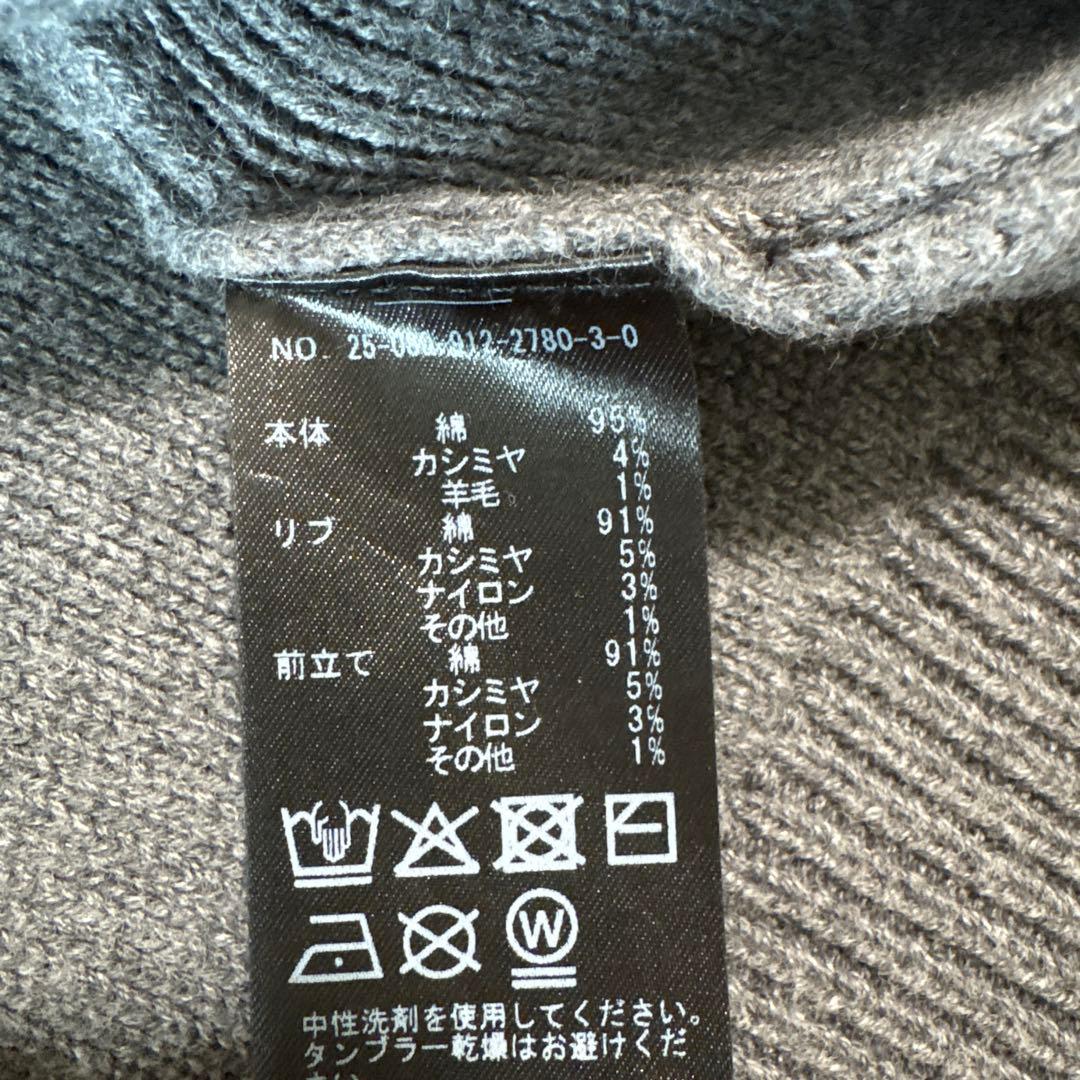 NO. 25-080-912-2780-3-0
本体 綿 95%
カシミヤ 4%
羊毛 1%
リブ 綿 91%
カシミヤ 5%
ナイロン 3%
その他 1%
前立て 綿 91%
カシミヤ 5%
ナイロン 3%
その他 1%
W
中性洗剤を使用してください。
タンブラー乾燥はお避けくだ